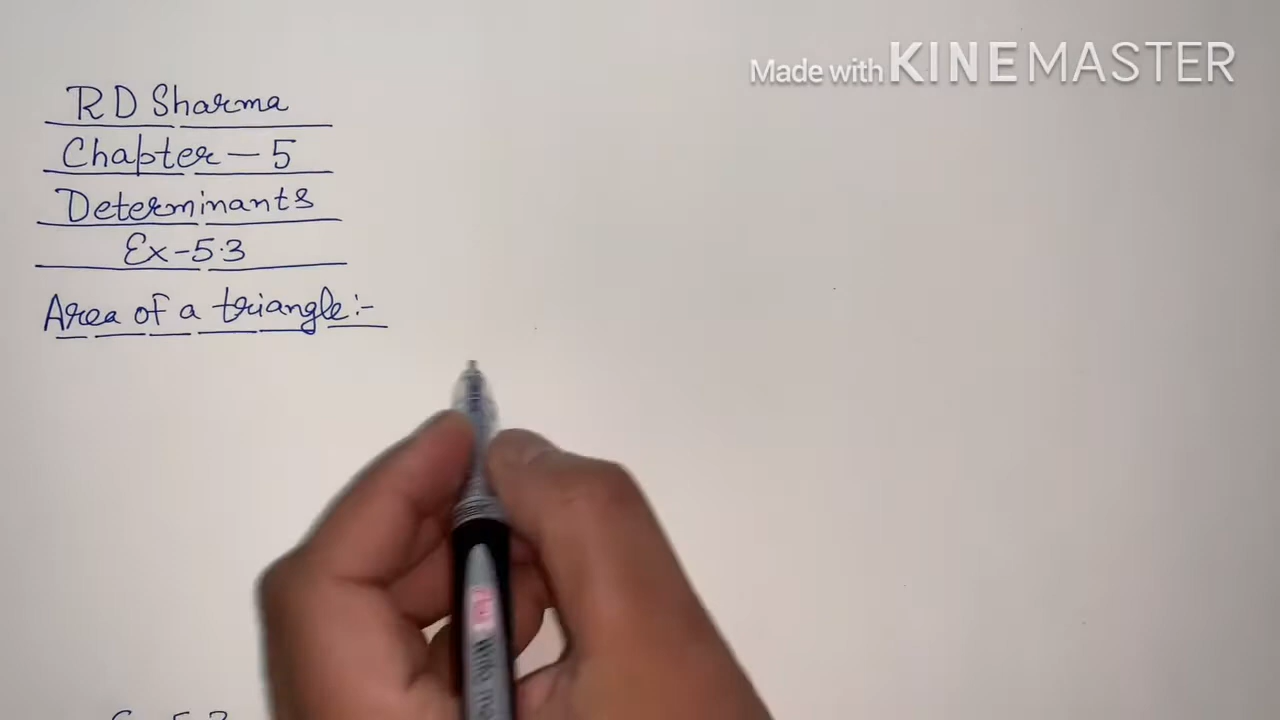 Made with KINEMASTER
RD Sharma
Chapter - 5
Determinants
Ex-5.3
Area of a triangle:-